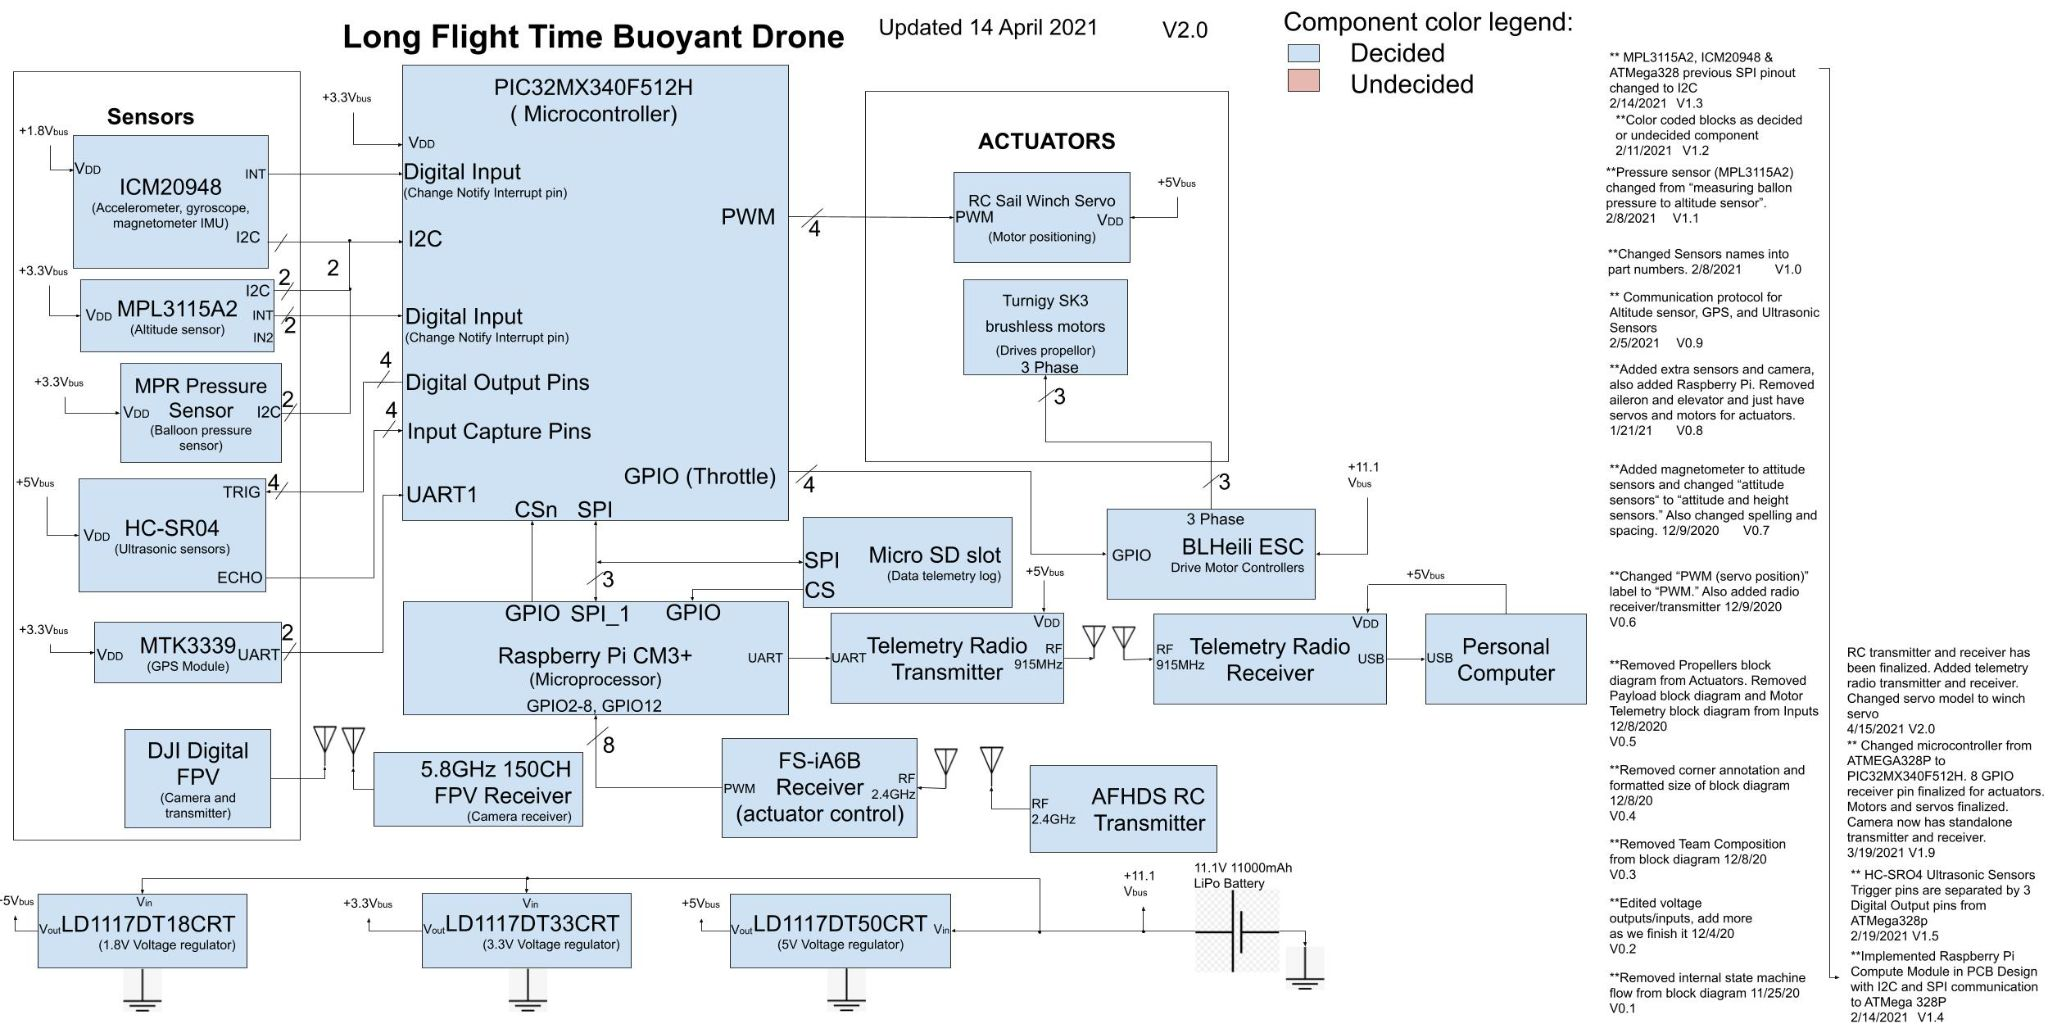 Long Flight Time Buoyant Drone
Updated 14 April 2021
V2.0
Component color legend:
Decided
Undecided
Sensors
+1.8Vbus
VDD
ICM20948
(Accelerometer, gyroscope,
magnetometer IMU)
INT
I2C
2
+3.3Vbus
VDD
MPL3115A2
(Altitude sensor)
I2C
INT
IN2
2
2
+3.3Vbus
VDD
MPR Pressure
Sensor
(Balloon pressure
sensor)
I2C
2
+5Vbus
VDD
HC-SR04
(Ultrasonic sensors)
TRIG
ECHO
4
+3.3Vbus
VDD
MTK3339
(GPS Module)
UART
2
DJI Digital
FPV
(Camera and
transmitter)
+3.3Vbus
PIC32MX340F512H
( Microcontroller)
VDD
Digital Input
(Change Notify Interrupt pin)
I2C
Digital Input
(Change Notify Interrupt pin)
4
Digital Output Pins
4
Input Capture Pins
UART1
CSn
SPI
PWM
4
GPIO (Throttle)
4
ACTUATORS
RC Sail Winch Servo
PWM
VDD
(Motor positioning)
+5Vbus
Turnigy SK3
brushless motors
(Drives propellor)
3 Phase
3
3
+11.1
Vbus
3 Phase
GPIO
BLHeili ESC
Drive Motor Controllers
SPI
Micro SD slot
(Data telemetry log)
CS
3
GPIO
SPI_1
GPIO
Raspberry Pi CM3+
(Microprocessor)
GPIO2-8, GPIO12
UART
8
+5Vbus
VDD
UART
Telemetry Radio
Transmitter
RF
915MHz
RF
915MHz
Telemetry Radio
Receiver
VDD
USB
+5Vbus
USB
Personal
Computer
5.8GHz 150CH
FPV Receiver
(Camera receiver)
FS-iA6B
Receiver
(actuator control)
PWM
RF
2.4GHz
RF
2.4GHz
AFHDS RC
Transmitter
-5Vbus
Vin
Vout
LD1117DT18CRT
(1.8V Voltage regulator)
+3.3Vbus
Vin
Vout
LD1117DT33CRT
(3.3V Voltage regulator)
+5Vbus
Vout
LD1117DT50CRT
(5V Voltage regulator)
Vin
+11.1
Vbus
11.1V 11000mAh
LiPo Battery
** MPL3115A2, ICM20948 &
ATMega328 previous SPI pinout
changed to I2C
2/14/2021 V1.3
**Color coded blocks as decided
or undecided component
2/11/2021 V1.2
**Pressure sensor (MPL3115A2)
changed from “measuring ballon
pressure to altitude sensor”.
2/8/2021 V1.1
**Changed Sensors names into
part numbers. 2/8/2021 V1.0
** Communication protocol for
Altitude sensor, GPS, and Ultrasonic
Sensors
2/5/2021 V0.9
**Added extra sensors and camera,
also added Raspberry Pi. Removed
aileron and elevator and just have
servos and motors for actuators.
1/21/21 V0.8
**Added magnetometer to attitude
sensors and changed “attitude
sensors“ to “attitude and height
sensors.” Also changed spelling and
spacing. 12/9/2020 V0.7
**Changed “PWM (servo position)”
label to “PWM.” Also added radio
receiver/transmitter 12/9/2020
V0.6
**Removed Propellers block
diagram from Actuators. Removed
Payload block diagram and Motor
Telemetry block diagram from Inputs
12/8/2020
V0.5
**Removed corner annotation and
formatted size of block diagram
12/8/20
V0.4
**Removed Team Composition
from block diagram 12/8/20
V0.3
**Edited voltage
outputs/inputs, add more
as we finish it 12/4/20
V0.2
**Removed internal state machine
flow from block diagram 11/25/20
V0.1
RC transmitter and receiver has
been finalized. Added telemetry
radio transmitter and receiver.
Changed servo model to winch
servo
4/15/2021 V2.0
** Changed microcontroller from
ATMEGA328P to
PIC32MX340F512H. 8 GPIO
receiver pin finalized for actuators.
Motors and servos finalized.
Camera now has standalone
transmitter and receiver.
3/19/2021 V1.9
** HC-SRO4 Ultrasonic Sensors
Trigger pins are separated by 3
Digital Output pins from
ATMega328p
2/19/2021 V1.5
**Implemented Raspberry Pi
Compute Module in PCB Design
with I2C and SPI communication
to ATMega 328P
2/14/2021 V1.4